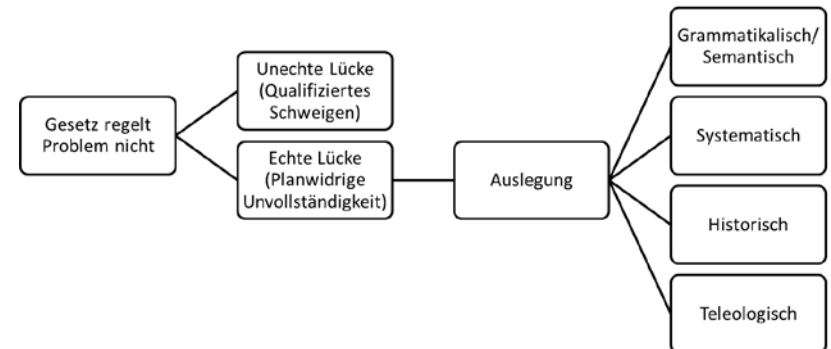 Gesetz regelt
Problem nicht
Unechte Lücke
(Qualifiziertes
Schweigen)
Echte Lücke
(Planwidrige
Unvollständigkeit)
Auslegung
Grammatikalisch/
Semantisch
Systematisch
Historisch
Teleologisch